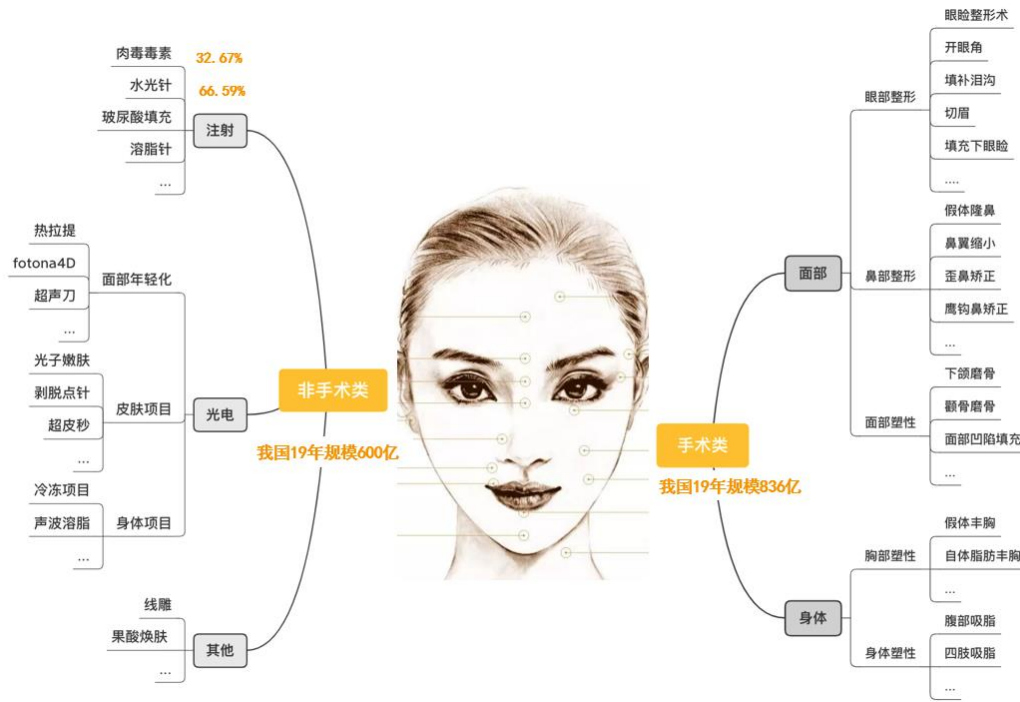 肉毒毒素
32.67%
水光针
66.59%
玻尿酸填充
溶脂针
...
注射
热拉提
fotona4D
超声刀
...
面部年轻化
光子嫩肤
剥脱点针
超皮秒
...
皮肤项目
冷冻项目
声波溶脂
...
身体项目
光电
线雕
果酸焕肤
...
其他
非手术类
我国19年规模600亿
手术类
我国19年规模836亿
面部
眼部整形
眼睑整形术
开眼角
填补泪沟
切眉
填充下眼睑
....
鼻部整形
假体隆鼻
鼻翼缩小
歪鼻矫正
鹰钩鼻矫正
...
面部塑性
下颌磨骨
颧骨磨骨
面部凹陷填充
...
身体
胸部塑性
假体丰胸
自体脂肪丰胸
...
身体塑性
腹部吸脂
四肢吸脂
...